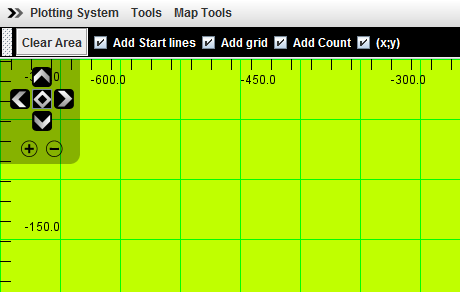 Plotting System Tools Map Tools
Clear Area Add Start lines Add grid Add Count (x;y)
-600.0 -450.0 -300.0
-150.0